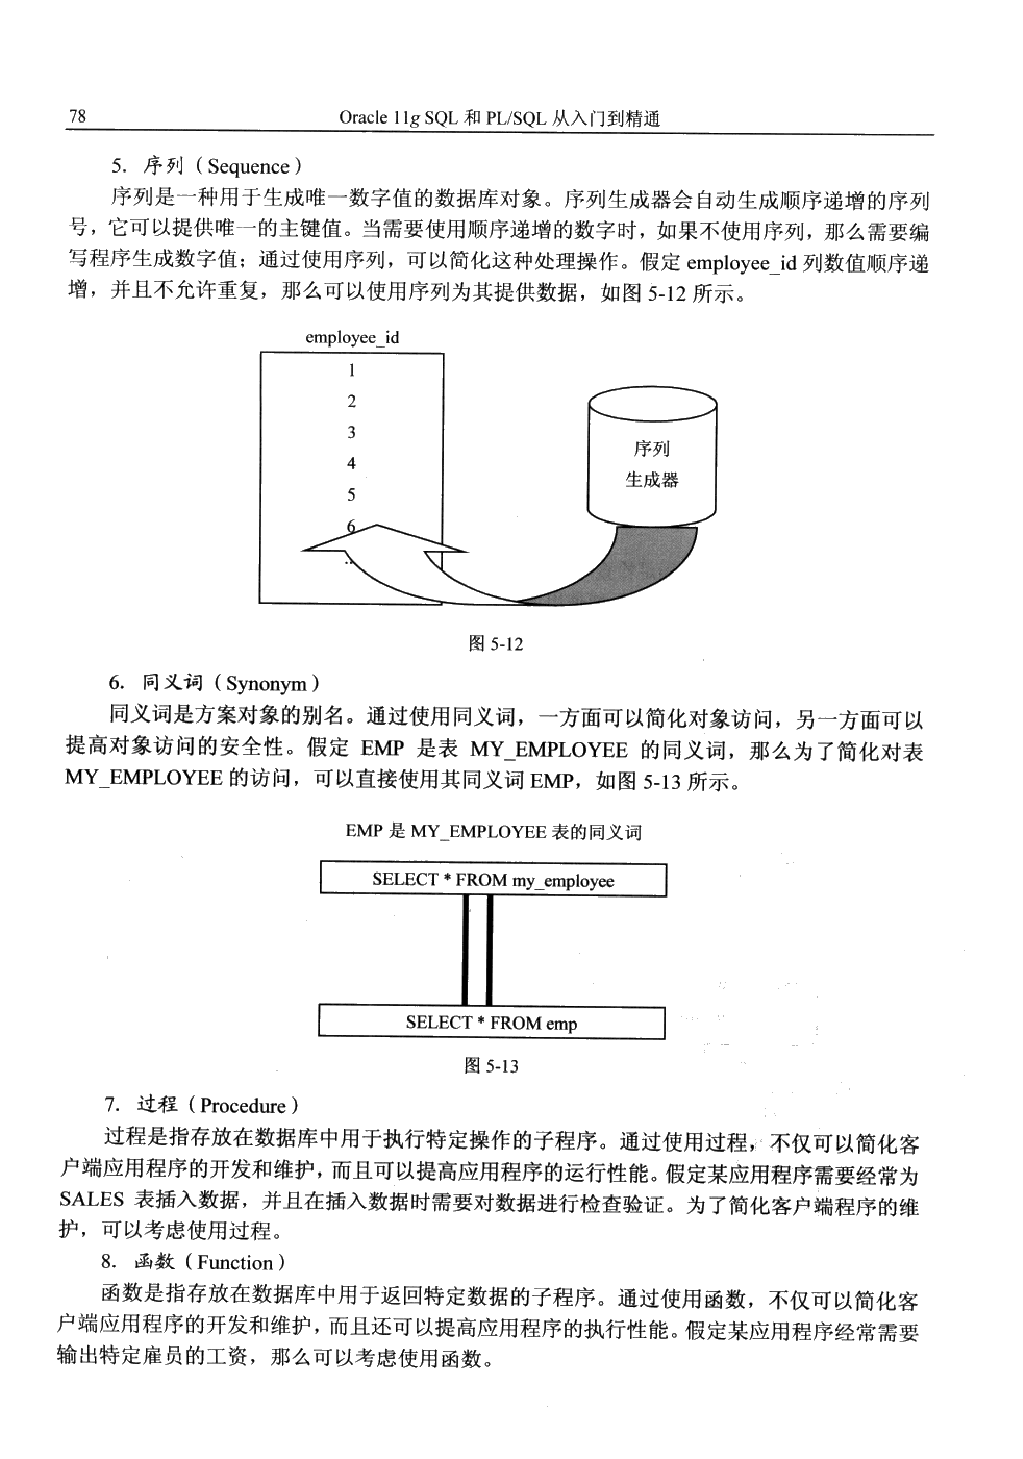 78
Oracle 11g SQL 和 PL/SQL 从入门到精通
5. 序列（Sequence）
序列是一种用于生成唯一数字值的数据库对象。序列生成器会自动生成顺序递增的序列
号，它可以提供唯一的主键值。当需要使用顺序递增的数字时，如果不使用序列，那么需要编
写程序生成数字值；通过使用序列，可以简化这种处理操作。假定 employee_id 列数值顺序递
增，并且不允许重复，那么可以使用序列为其提供数据，如图 5-12 所示。
employee_id
1
2
3
4
5
6
..
序列
生成器
图 5-12
6. 同义词（Synonym）
同义词是方案对象的别名。通过使用同义词，一方面可以简化对象访问，另一方面可以
提高对象访问的安全性。假定 EMP 是表 MY_EMPLOYEE 的同义词，那么为了简化对表
MY_EMPLOYEE 的访问，可以直接使用其同义词 EMP，如图 5-13 所示。
EMP 是 MY_EMPLOYEE 表的同义词
SELECT * FROM my_employee
SELECT * FROM emp
图 5-13
7. 过程（Procedure）
过程是指存放在数据库中用于执行特定操作的子程序。通过使用过程，不仅可以简化客
户端应用程序的开发和维护，而且可以提高应用程序的运行性能。假定某应用程序需要经常为
SALES 表插入数据，并且在插入数据时需要对数据进行检查验证。为了简化客户端程序的维
护，可以考虑使用过程。
8. 函数（Function）
函数是指存放在数据库中用于返回特定数据的子程序。通过使用函数，不仅可以简化客
户端应用程序的开发和维护，而且还可以提高应用程序的执行性能。假定某应用程序经常需要
输出特定雇员的工资，那么可以考虑使用函数。